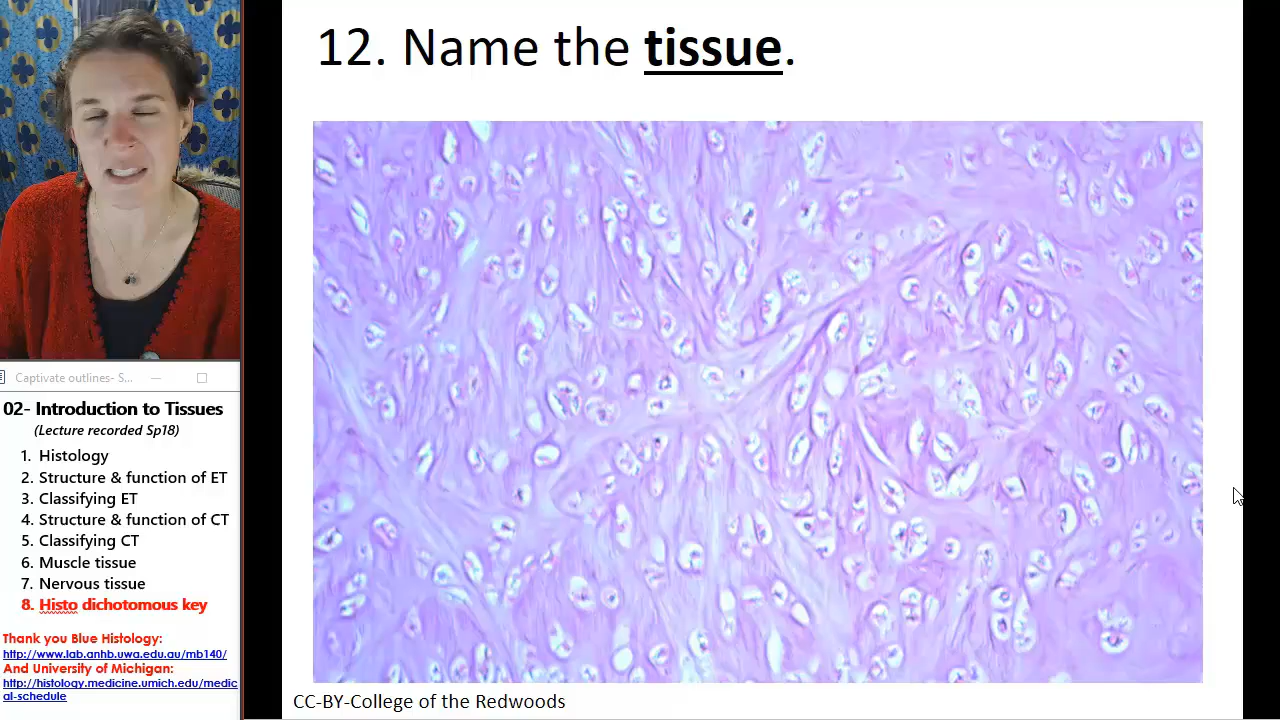 12. Name the tissue.
Captivate outlines- S...
02- Introduction to Tissues
(Lecture recorded Sp18)
1. Histology
2. Structure & function of ET
3. Classifying ET
4. Structure & function of CT
5. Classifying CT
6. Muscle tissue
7. Nervous tissue
8. Histo dichotomous key
Thank you Blue Histology:
http://www.lab.anhb.uwa.edu.au/mb140/
And University of Michigan:
http://histology.medicine.umich.edu/medic
al-schedule
CC-BY-College of the Redwoods